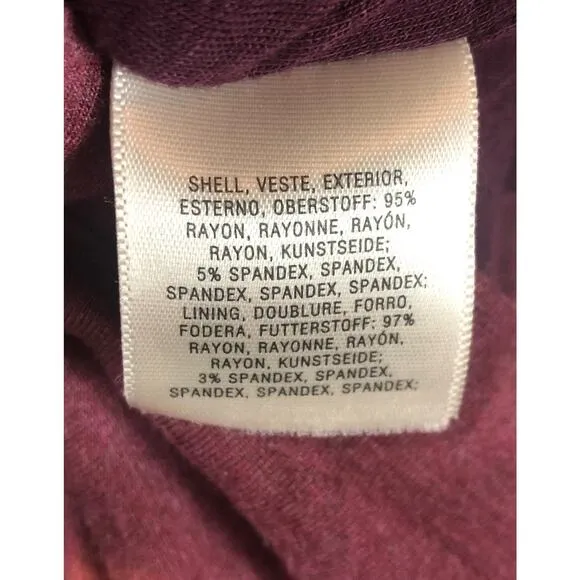 SHELL, VESTE, EXTERIOR,
ESTERNO, OBERSTOFF: 95%
RAYON, RAYONNE, RAYÓN,
RAYON, KUNSTSEIDE;
5% SPANDEX, SPANDEX,
SPANDEX, SPANDEX, SPANDEX;
LINING, DOUBLURE, FORRO,
FODERA, FUTTERSTOFF: 97%
RAYON, RAYONNE, RAYÓN,
RAYON, KUNSTSEIDE;
3% SPANDEX, SPANDEX,
SPANDEX, SPANDEX, SPANDEX;